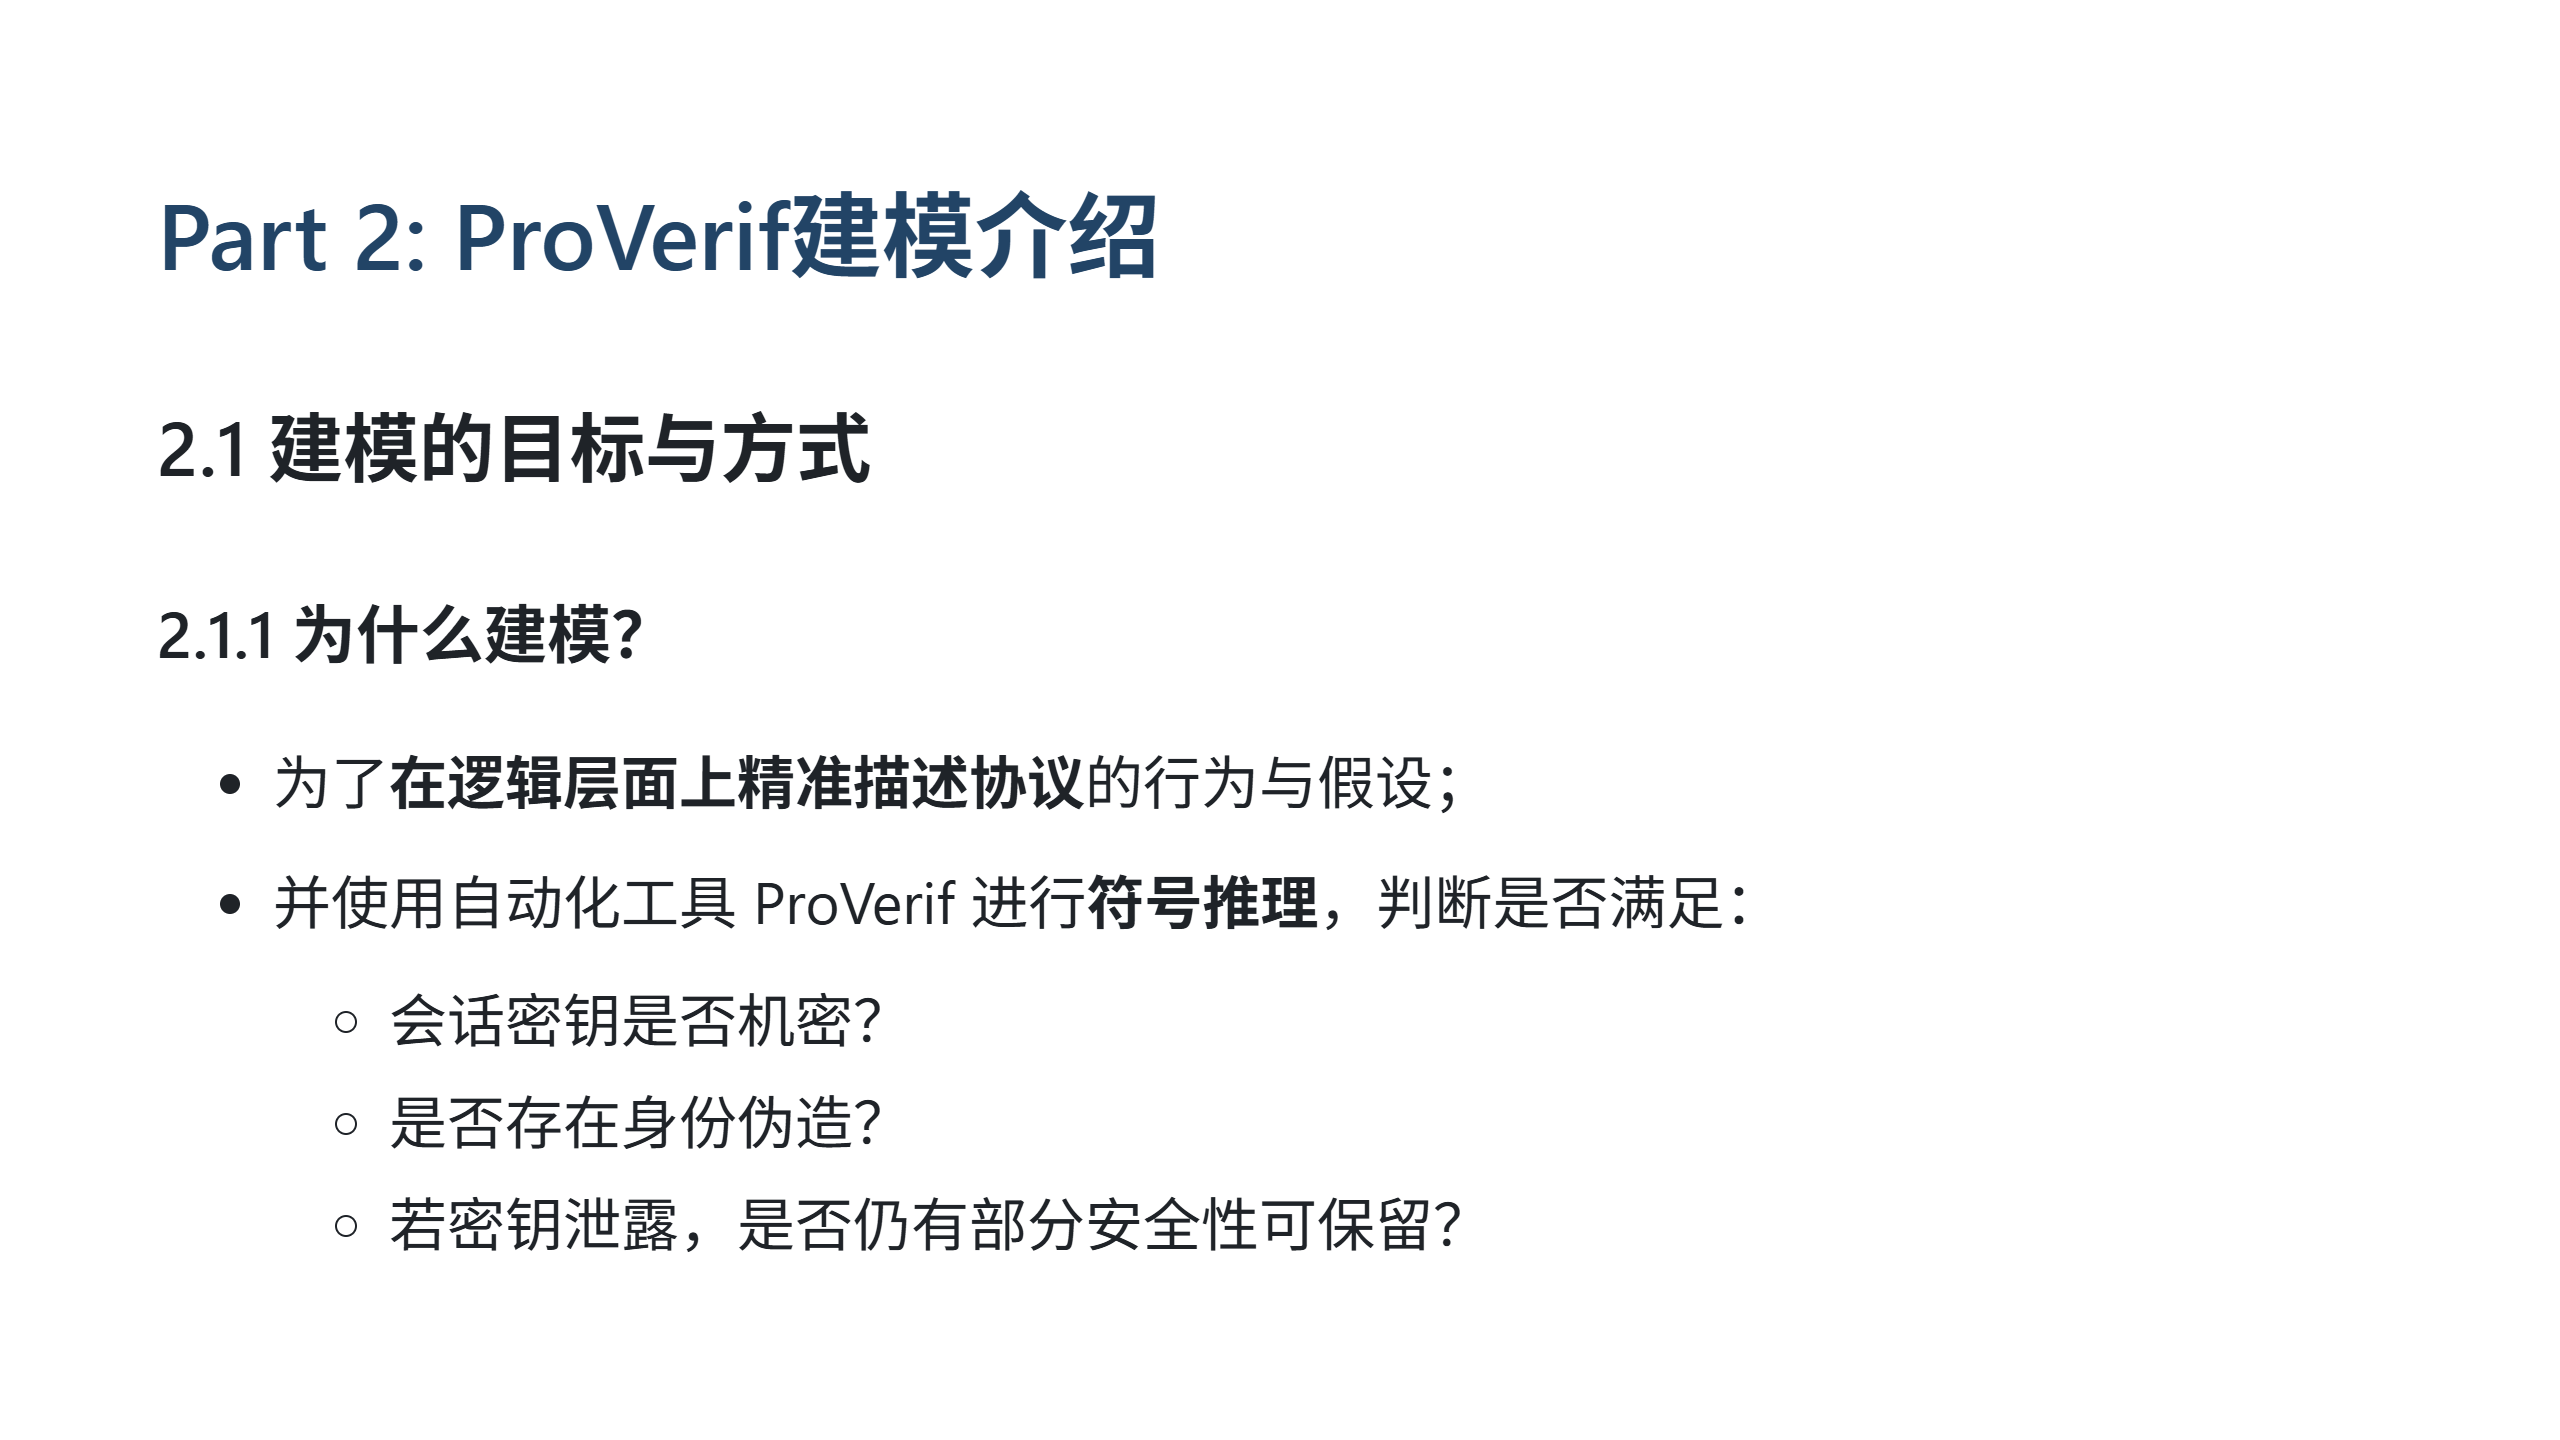 Part 2: ProVerif建模介绍
2.1 建模的目标与方式
2.1.1 为什么建模？
为了在逻辑层面上精准描述协议的行为与假设；
并使用自动化工具 ProVerif 进行符号推理，判断是否满足：
会话密钥是否机密？
是否存在身份伪造？
若密钥泄露，是否仍有部分安全性可保留？